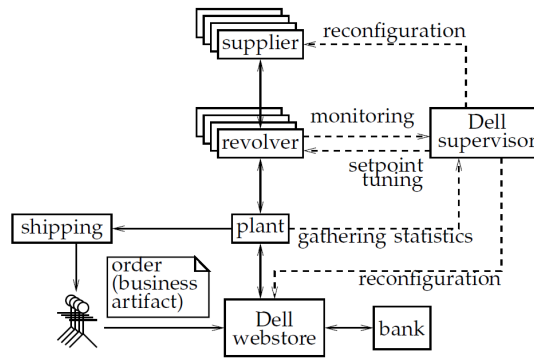 reconfiguration
supplier
monitoring
Dell
supervisor
revolver
setpoint
tuning
shipping
plant
gathering statistics
order
(business
artifact)
reconfiguration
Dell
webstore
bank